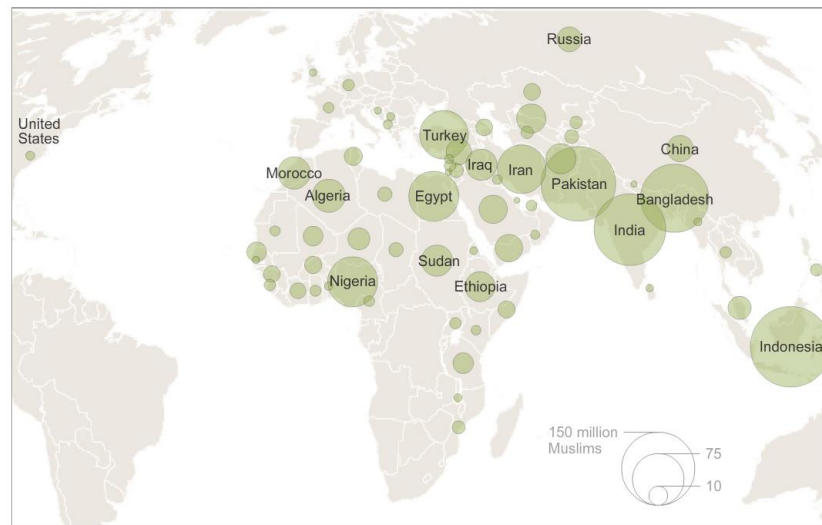 Russia
United
States
Turkey
China
Morocco
Iraq
Iran
Pakistan
Algeria
Egypt
Bangladesh
India
Sudan
Nigeria
Ethiopia
Indonesia
150 million
Muslims
75
10